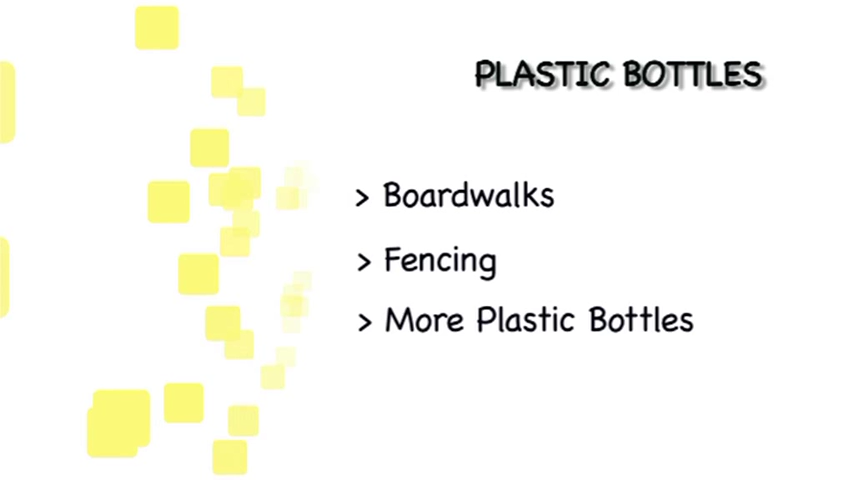 PLASTIC BOTTLES
> Boardwalks
> Fencing
> More Plastic Bottles